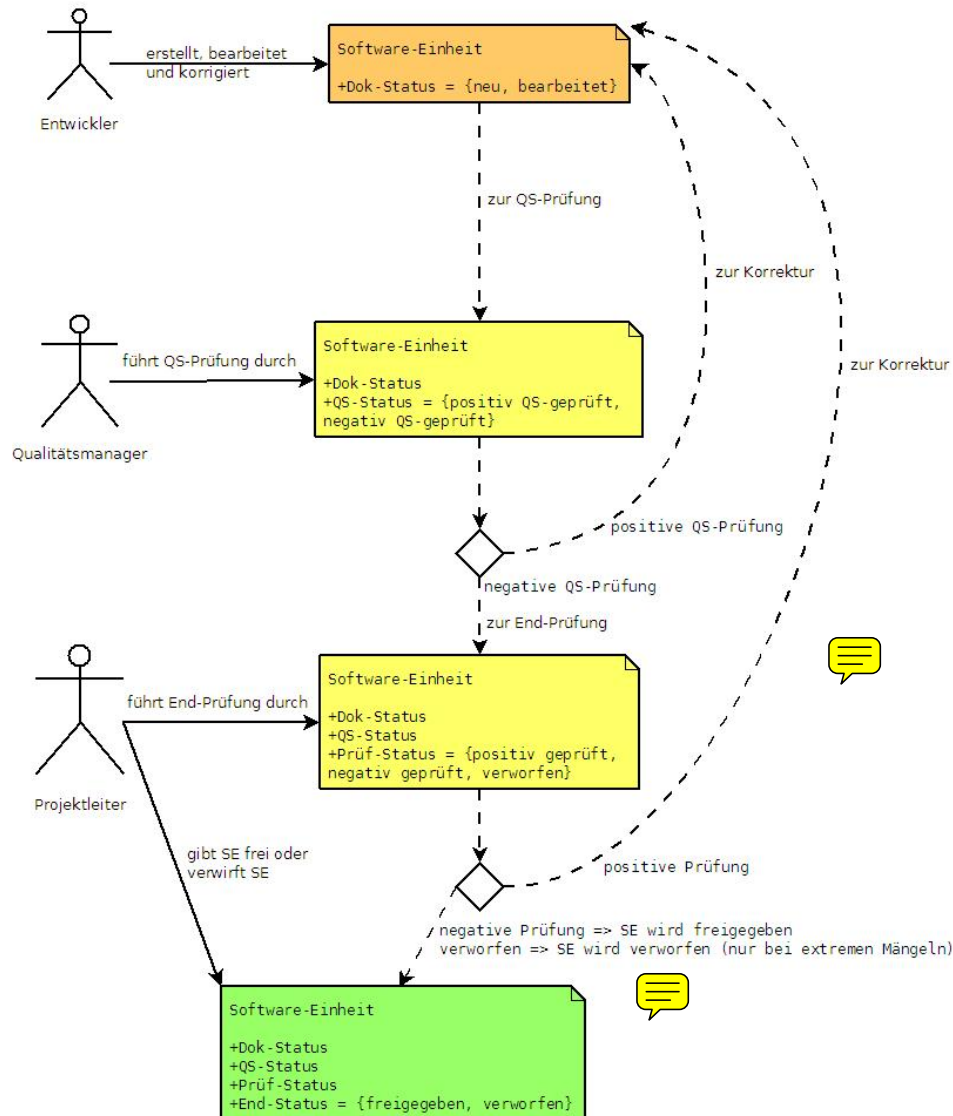 Software-Einheit
+Dok-Status = {neu, bearbeitet}
erstellt, bearbeitet
und korrigiert
Entwickler
zur QS-Prüfung
zur Korrektur
Software-Einheit
+Dok-Status
+QS-Status = {positiv QS-geprüft,
negativ QS-geprüft}
führt QS-Prüfung durch
zur Korrektur
Qualitätsmanager
positive QS-Prüfung
negative QS-Prüfung
zur End-Prüfung
Software-Einheit
+Dok-Status
+QS-Status
+Prüf-Status = {positiv geprüft,
negativ geprüft, verworfen}
führt End-Prüfung durch
Projektleiter
gibt SE frei oder
verwirft SE
positive Prüfung
negative Prüfung => SE wird freigegeben
verworfen => SE wird verworfen (nur bei extremen Mängeln)
Software-Einheit
+Dok-Status
+QS-Status
+Prüf-Status
+End-Status = {freigegeben, verworfen}